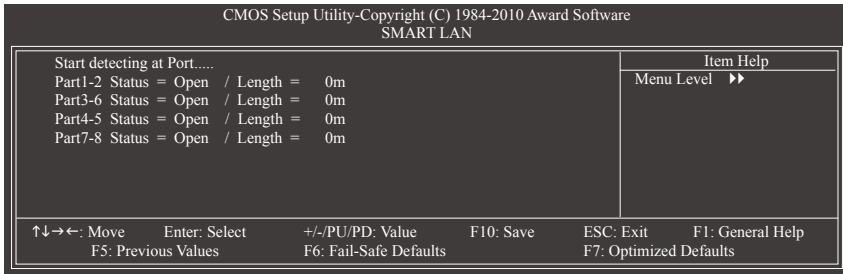 CMOS Setup Utility-Copyright (C) 1984-2010 Award Software
SMART LAN
Start detecting at Port.....
Part1-2 Status = Open / Length = 0m
Part3-6 Status = Open / Length = 0m
Part4-5 Status = Open / Length = 0m
Part7-8 Status = Open / Length = 0m
Item Help
Menu Level ▶▶
↑↓→←: Move Enter: Select +/-/PU/PD: Value F10: Save ESC: Exit F1: General Help
F5: Previous Values F6: Fail-Safe Defaults F7: Optimized Defaults